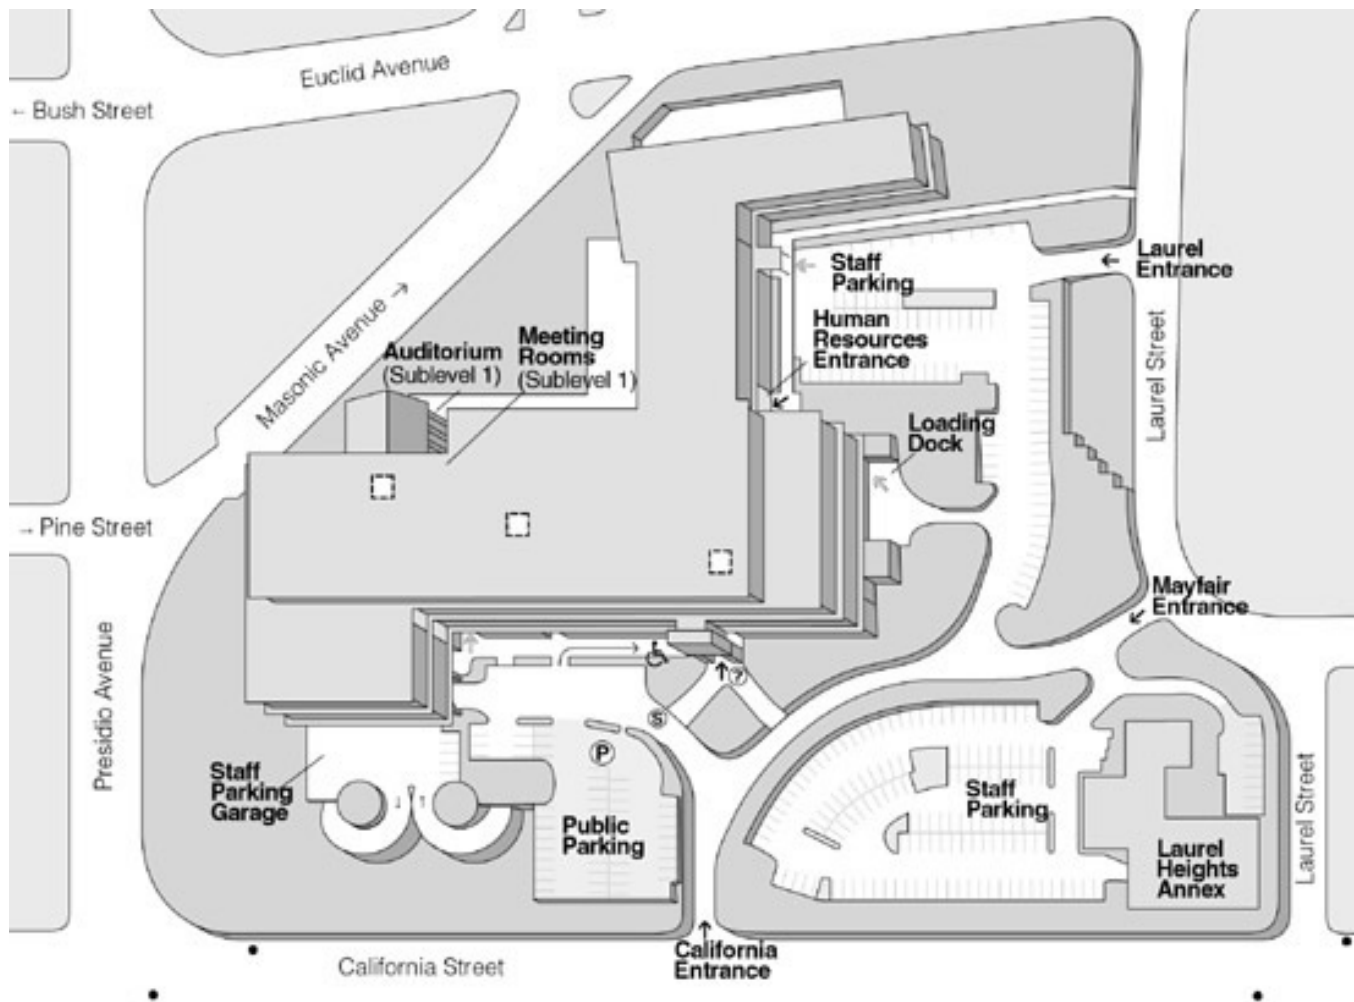 Euclid Avenue
← Bush Street
Laurel
Entrance
Staff
Parking
Masonic Avenue →
Human
Resources
Entrance
Meeting
Rooms
(Sublevel 1)
Auditorium
(Sublevel 1)
Laurel Street
Loading
Dock
→ Pine Street
Mayfair
Entrance
?
S
P
Presidio Avenue
Staff
Parking
Garage
Public
Parking
Staff
Parking
Laurel
Heights
Annex
Laurel Street
California
Entrance
California Street